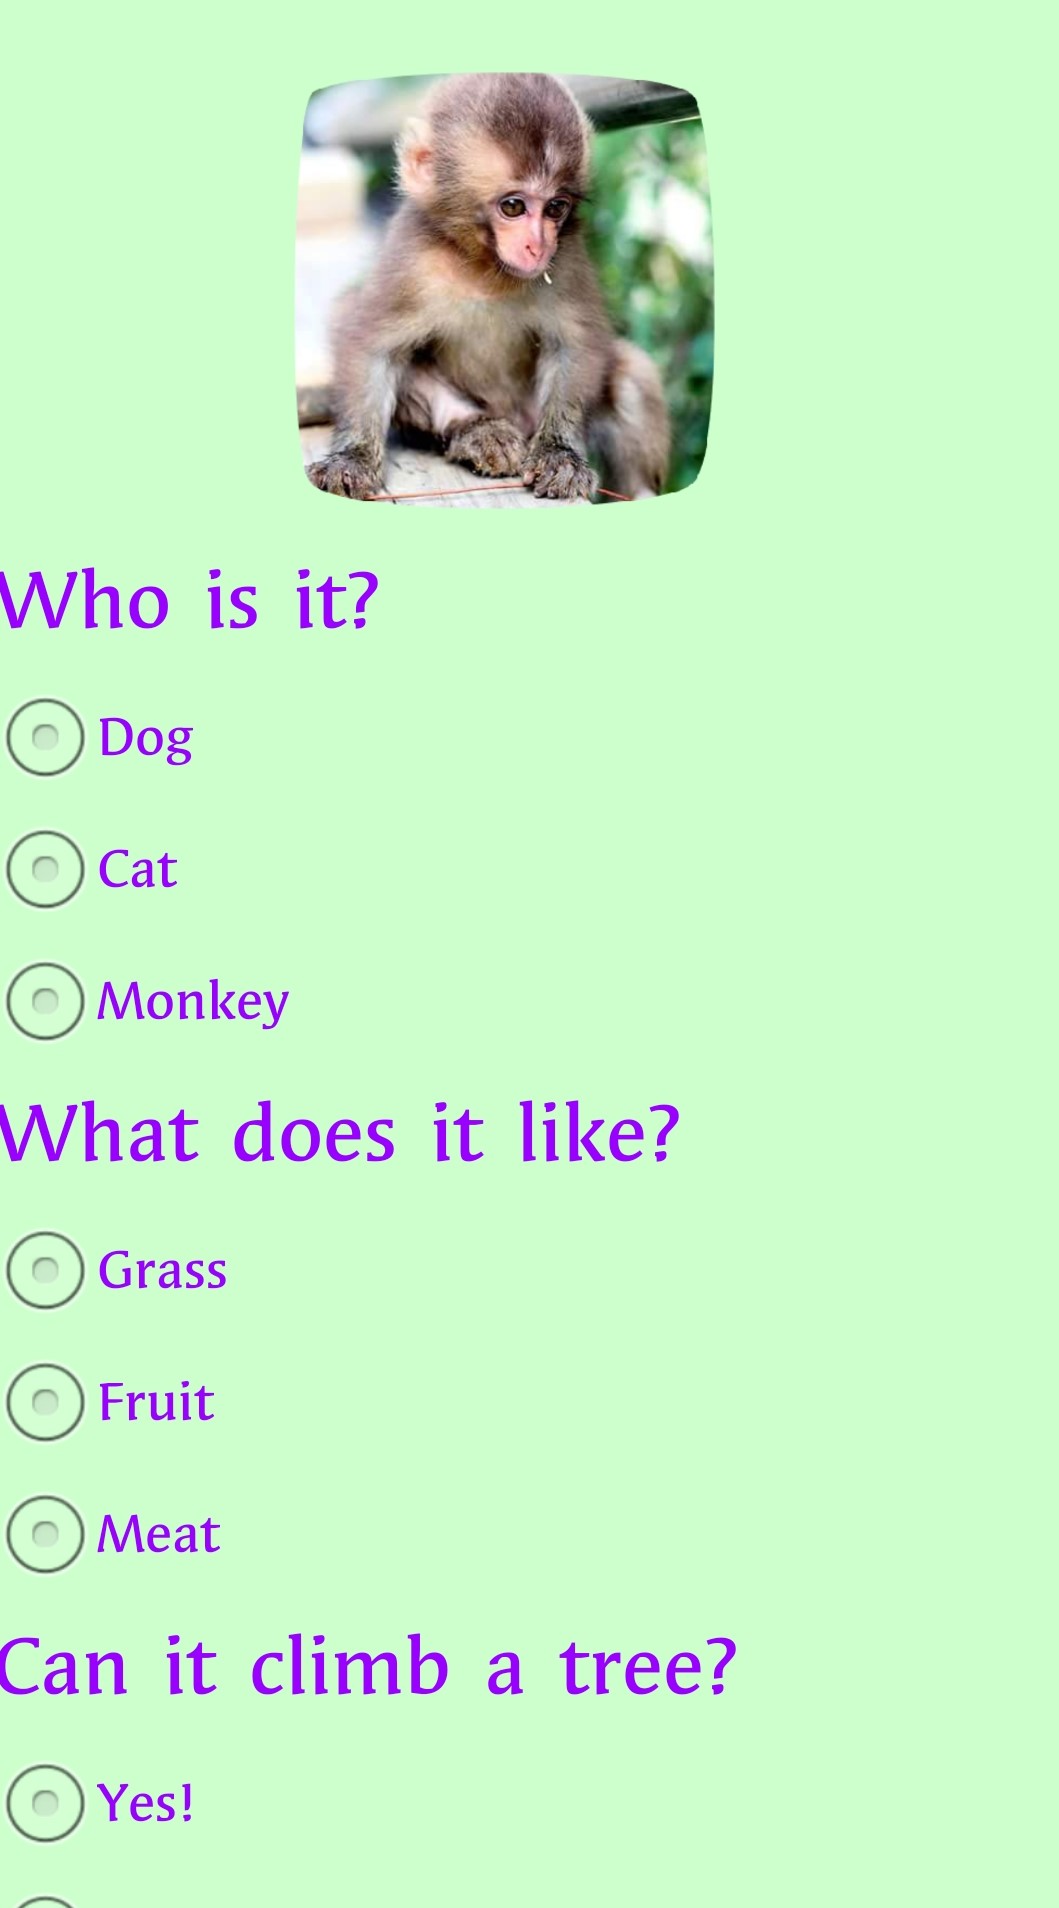 Who is it?
Dog
Cat
Monkey
What does it like?
Grass
Fruit
Meat
Can it climb a tree?
Yes!